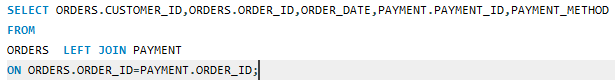 SELECT ORDERS.CUSTOMER_ID,ORDERS.ORDER_ID,ORDER_DATE,PAYMENT.PAYMENT_ID,PAYMENT_METHOD
FROM
ORDERS  LEFT JOIN PAYMENT
ON ORDERS.ORDER_ID=PAYMENT.ORDER_ID;